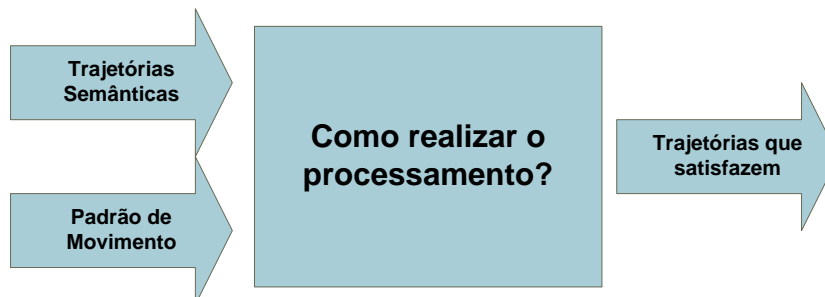 Trajetórias
Semânticas
Como realizar o
processamento?
Trajetórias que
satisfazem
Padrão de
Movimento